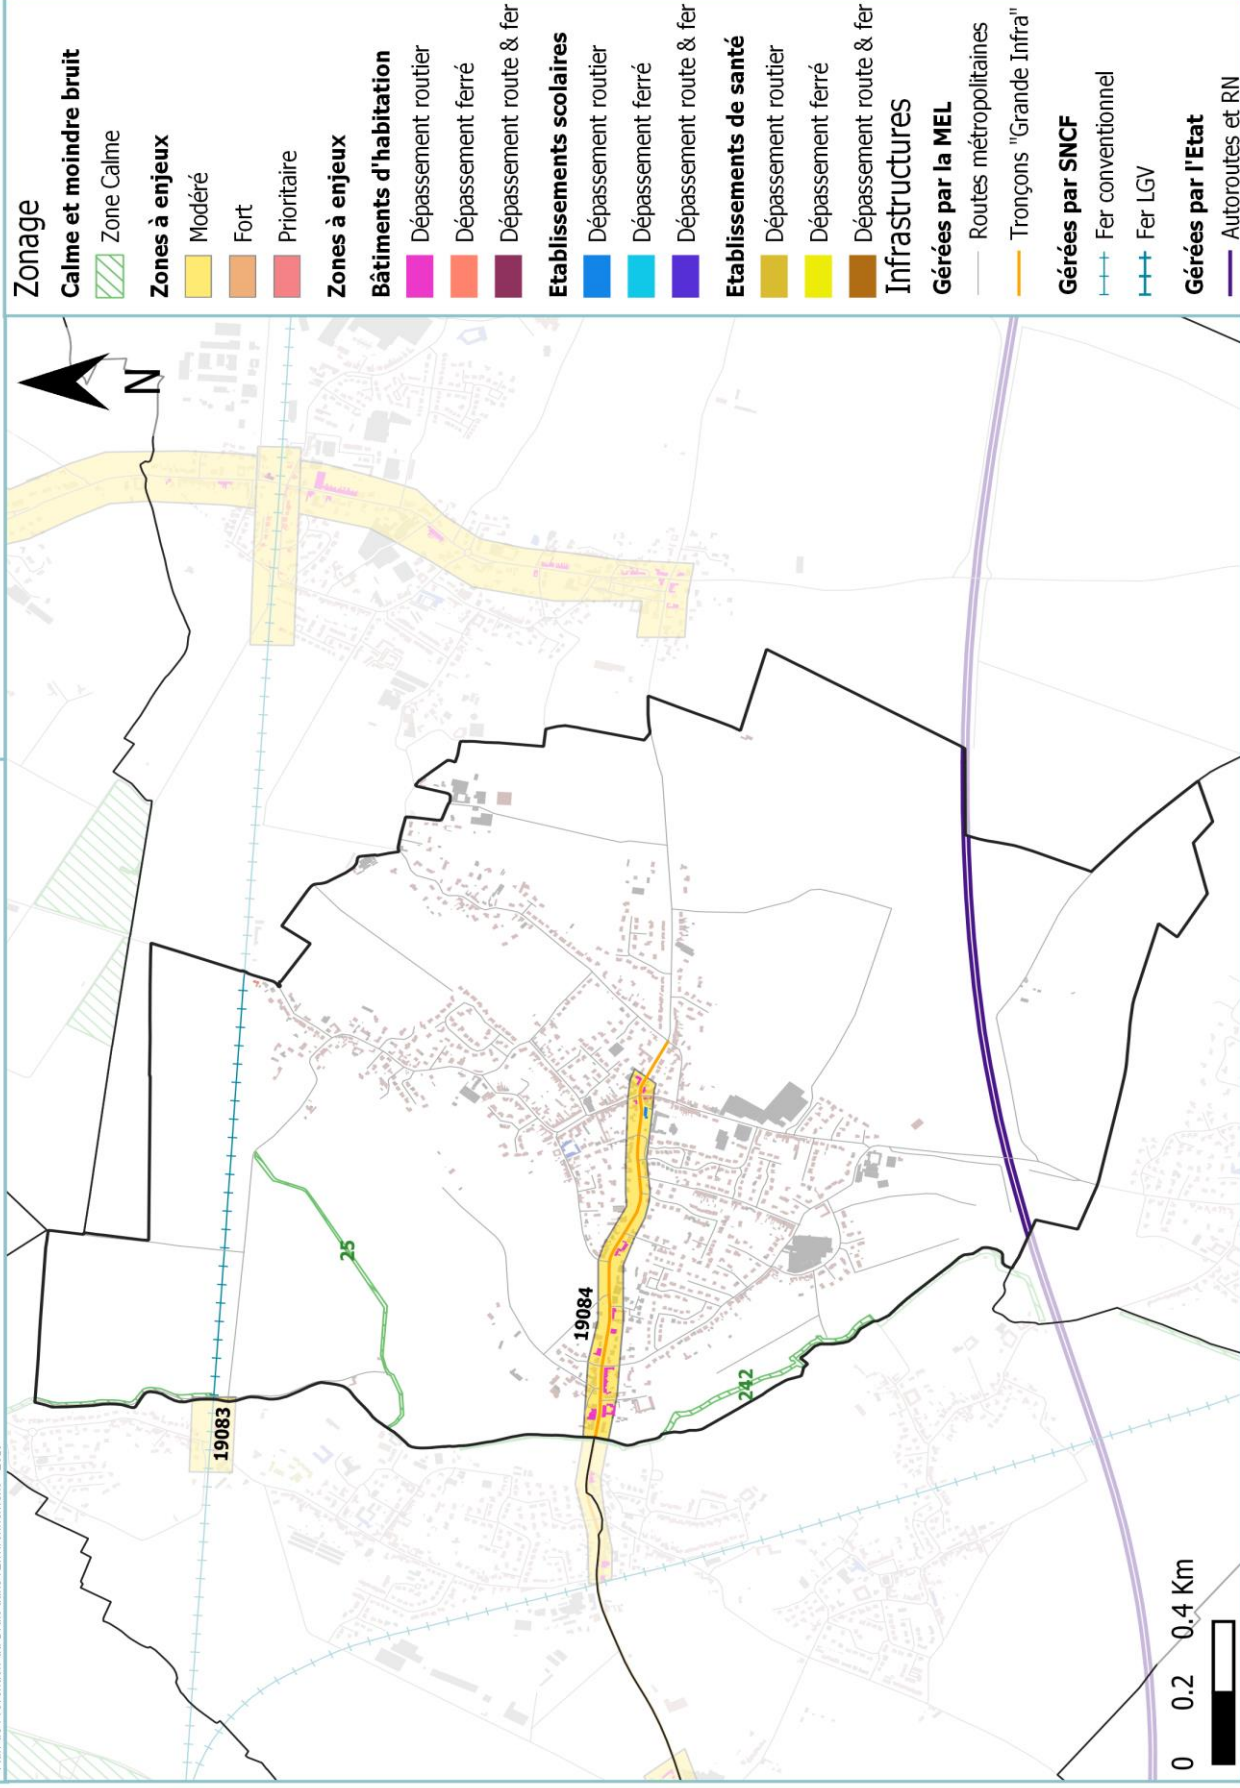 Zonage
Calme et moindre bruit
Zone Calme
Zones à enjeux
Modéré
Fort
Prioritaire
Zones à enjeux
Bâtiments d'habitation
Dépassement routier
Dépassement ferré
Dépassement route & fer
Etablissements scolaires
Dépassement routier
Dépassement ferré
Dépassement route & fer
Etablissements de santé
Dépassement routier
Dépassement ferré
Dépassement route & fer
Infrastructures
Gérées par la MEL
Routes métropolitaines
Tronçons "Grande Infra"
Gérées par SNCF
Fer conventionnel
Fer LGV
Gérées par l'Etat
Autoroutes et RN
N
25
19083
19084
242
0 0.2 0.4 Km